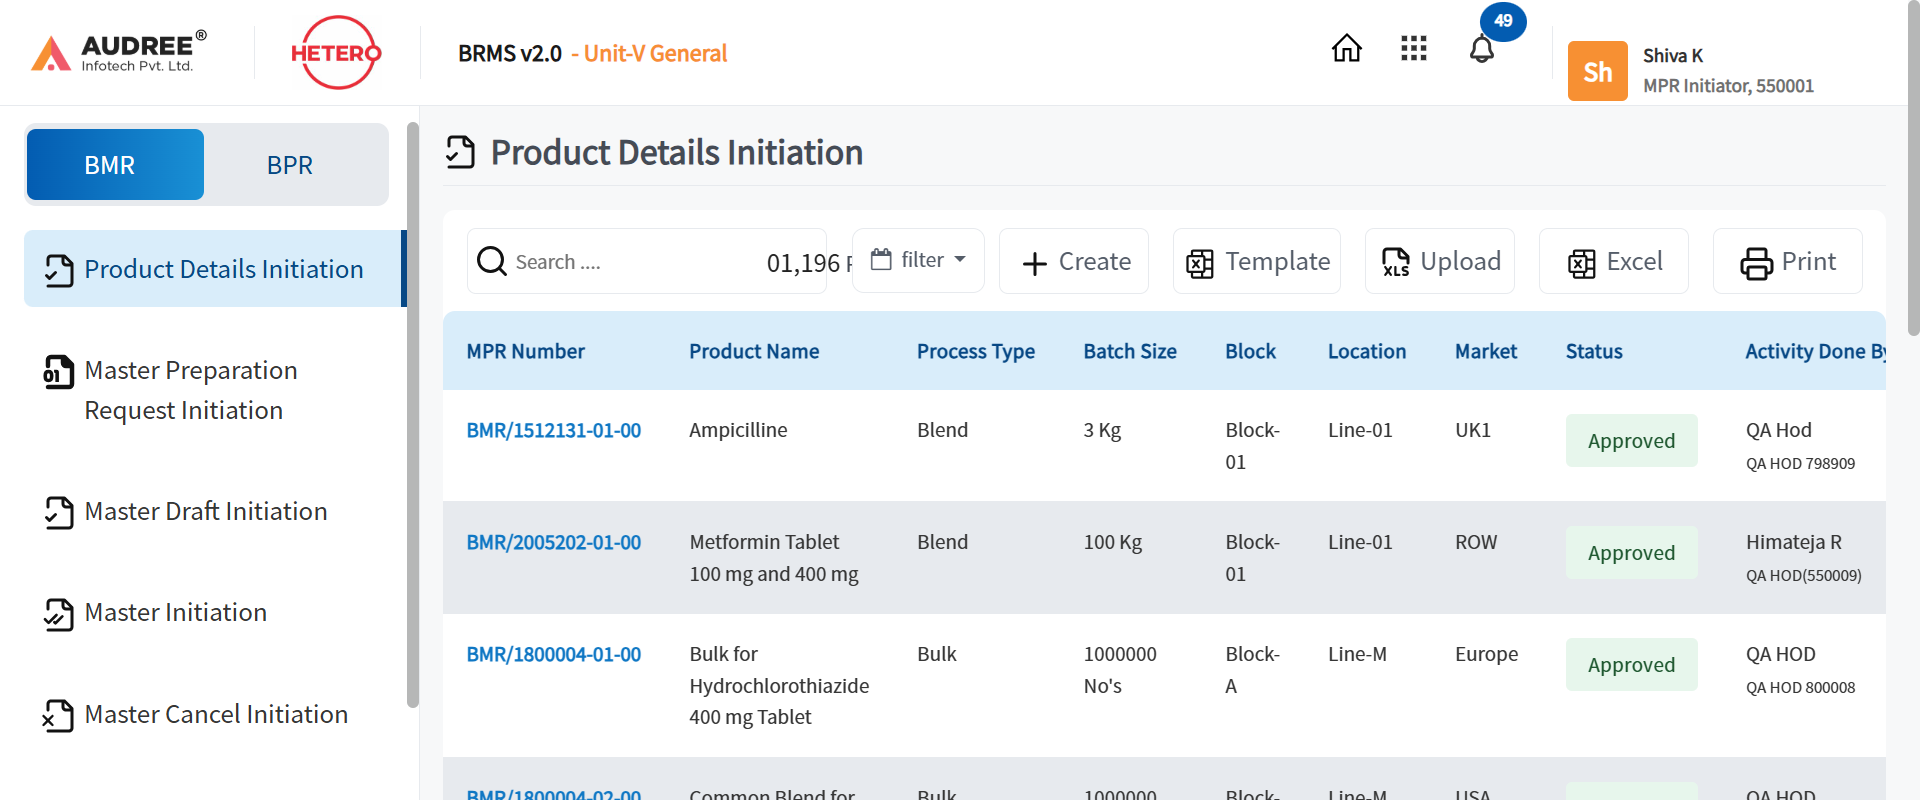 AUDREE®
Infotech Pvt. Ltd.
HETERO
BRMS v2.0 - Unit-V General
49
Sh
Shiva K
MPR Initiator, 550001
BMR
BPR
Product Details Initiation
Master Preparation
Request Initiation
Master Draft Initiation
Master Initiation
Master Cancel Initiation
Product Details Initiation
Search ....
01,196
filter
Create
Template
XLS
Upload
Excel
Print
MPR Number Product Name Process Type Batch Size Block Location Market Status Activity Done By
BMR/1512131-01-00 Ampicilline Blend 3 Kg Block- Line-01 UK1 Approved QA Hod
01 QA HOD 798909
BMR/2005202-01-00 Metformin Tablet Blend 100 Kg Block- Line-01 ROW Approved Himateja R
100 mg and 400 mg 01 QA HOD(550009)
BMR/1800004-01-00 Bulk for Bulk 1000000 Block- Line-M Europe Approved QA HOD
Hydrochlorothiazide No's A QA HOD 800008
400 mg Tablet
BMR/1800004-02-00 Common Blend for Bulk 1000000 Block- Line-M USA QA HOD